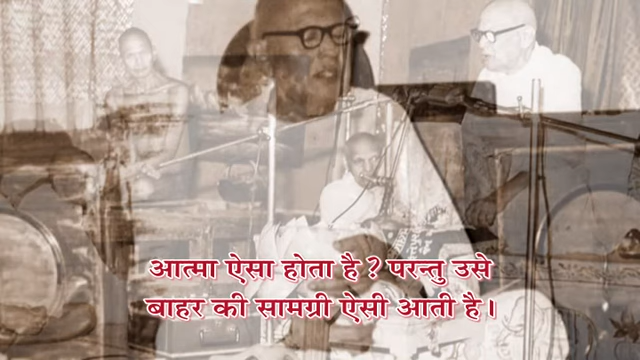 आत्मा ऐसा होता है ? परन्तु उसे
बाहर की सामग्री ऐसी आती है।